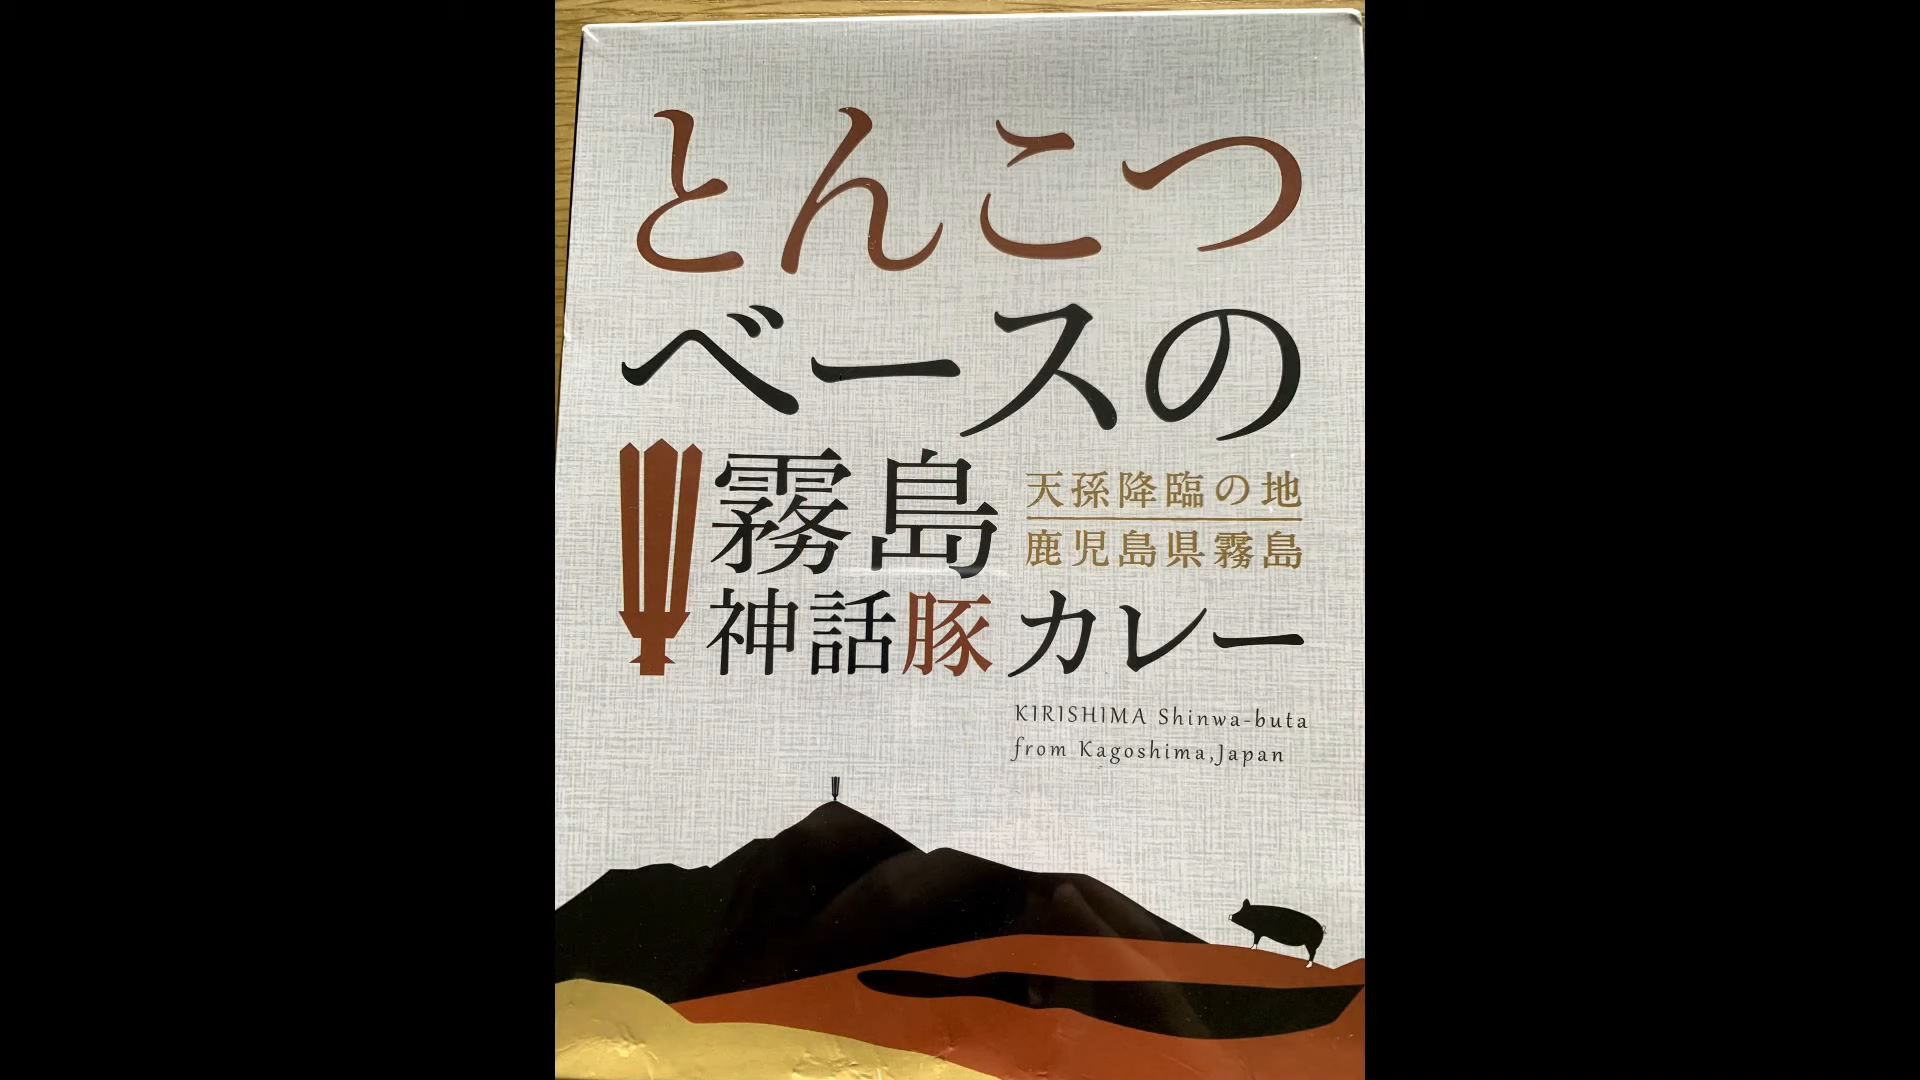 とんこつ
ベースの
霧島
天孫降臨の地
鹿児島県霧島
神話豚カレー
KIRISHIMA Shinwa-buta
from Kagoshima,Japan